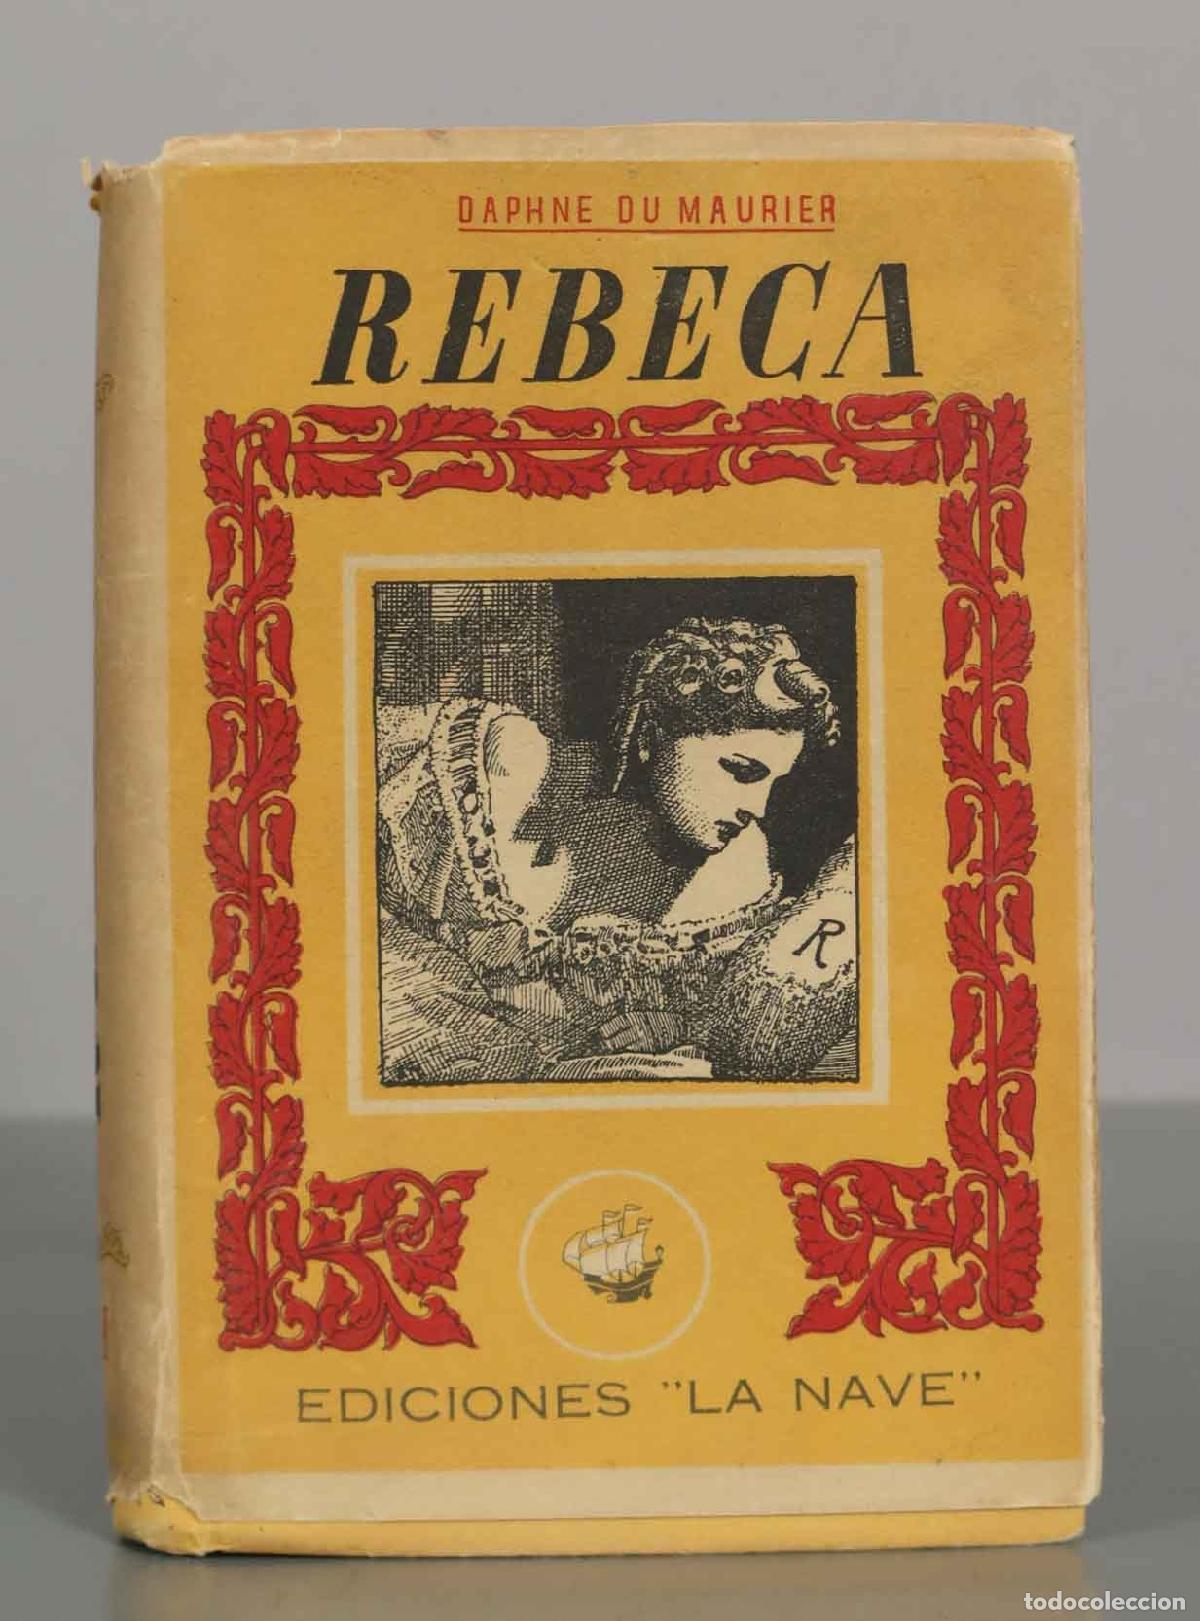 DAPHNE DU MAURIER
REBECA
R
EDICIONES "LA NAVE"
todocoleccion